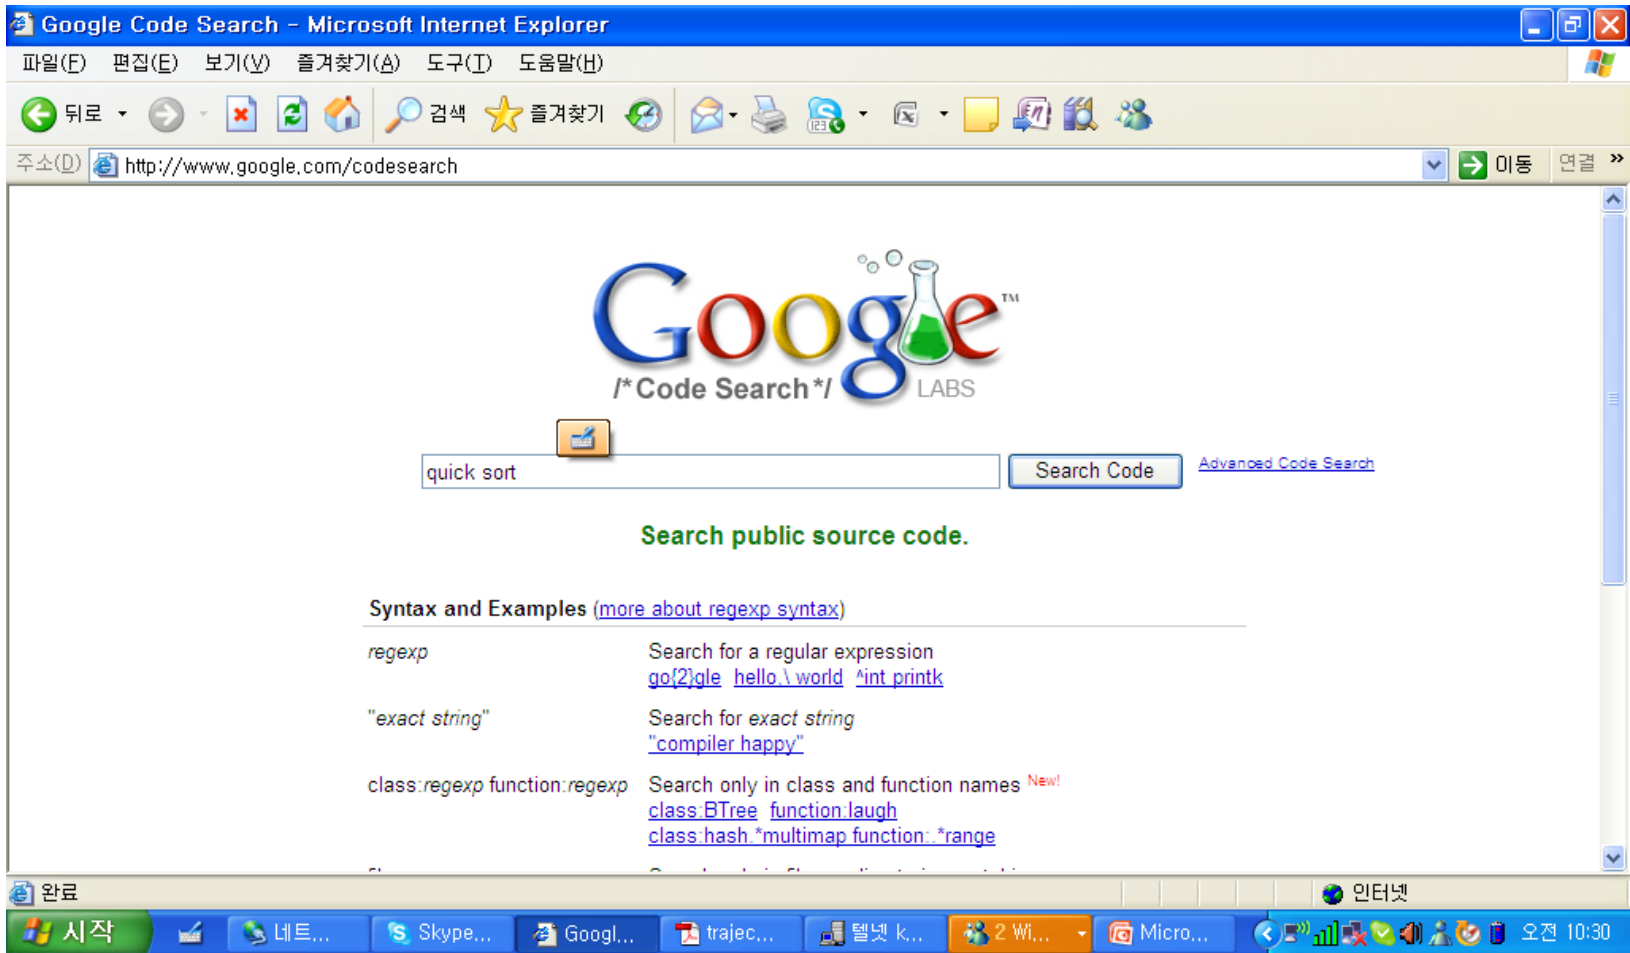 Google Code Search - Microsoft Internet Explorer
파일(F) 편집(E) 보기(V) 즐겨찾기(A) 도구(T) 도움말(H)
뒤로 검색 즐겨찾기
주소(D) http://www.google.com/codesearch 이동 연결 »
Google™
/* Code Search */ LABS
quick sort Search Code Advanced Code Search
Search public source code.
Syntax and Examples (more about regexp syntax)
regexp Search for a regular expression
go{2}gle hello,\ world ^int printk
"exact string" Search for exact string
"compiler happy"
class:regexp function:regexp Search only in class and function names New!
class:BTree function:laugh
class:hash.*multimap function:.*range
완료 인터넷
시작 네트... Skype... Googl... trajec... 텔넷 k... 2 Wi... Micro... 오전 10:30